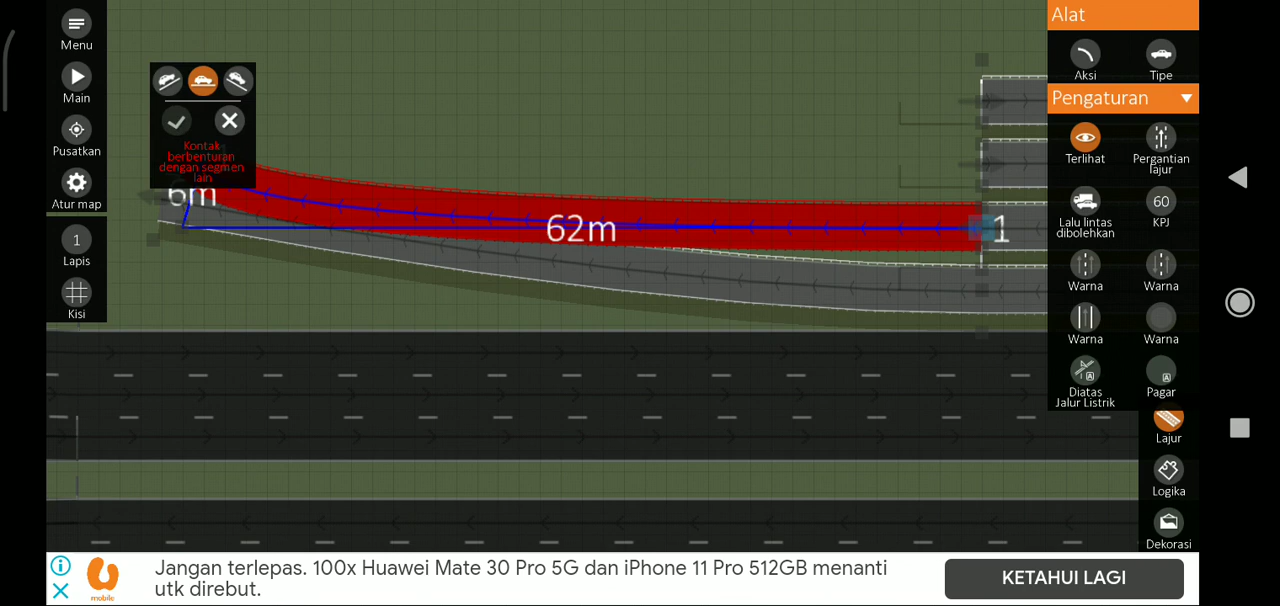 Menu
Main
Pusatkan
Atur map
1
Lapis
Kisi
Kontak
berbenturan
dengan segmen
lain
6m
62m
1
Alat
Aksi
Tipe
Pengaturan
Terlihat
Pergantian
lajur
Lalu lintas
dibolehkan
60
KPJ
Warna
Warna
Warna
Warna
Diatas
Jalur Listrik
A
Pagar
A
Lajur
Logika
Dekorasi
mobile
Jangan terlepas. 100x Huawei Mate 30 Pro 5G dan iPhone 11 Pro 512GB menanti
utk direbut.
KETAHUI LAGI